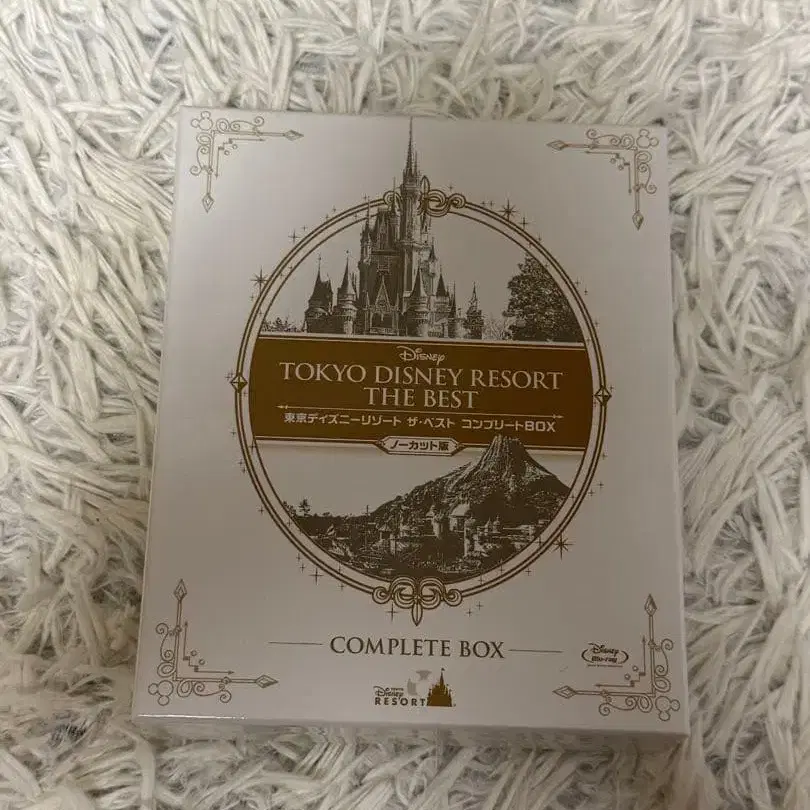 Disney
TOKYO DISNEY RESORT
THE BEST
東京ディズニーリゾート ザ・ベスト コンプリートBOX
ノーカット版
COMPLETE BOX
Disney
Blu-ray
TOKYO
Disney
RESORT